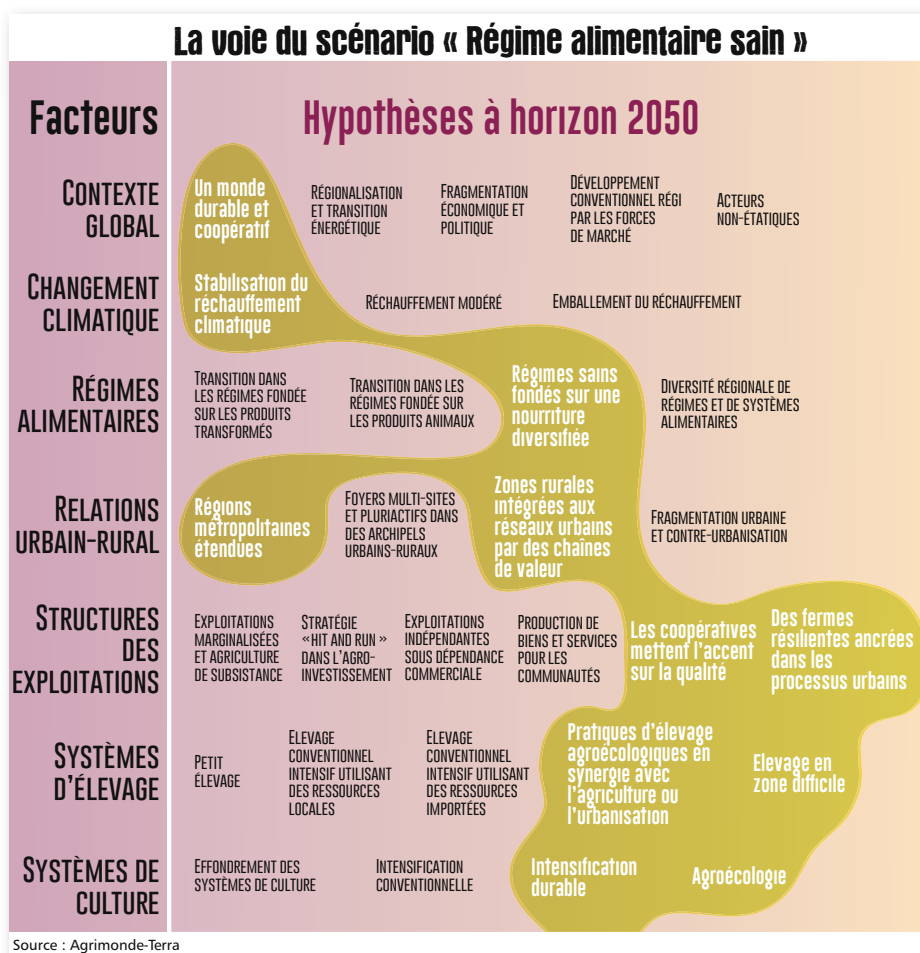 La voie du scénario « Régime alimentaire sain »
Facteurs
Hypothèses à horizon 2050
CONTEXTE
GLOBAL
Un monde
durable et
coopératif
RÉGIONALISATION
ET TRANSITION
ÉNERGÉTIQUE
FRAGMENTATION
ÉCONOMIQUE ET
POLITIQUE
DÉVELOPPEMENT
CONVENTIONNEL RÉGI
PAR LES FORCES
DE MARCHÉ
ACTEURS
NON-ÉTATIQUES
CHANGEMENT
CLIMATIQUE
Stabilisation du
réchauffement
climatique
RÉCHAUFFEMENT MODÉRÉ
EMBALLEMENT DU RÉCHAUFFEMENT
RÉGIMES
ALIMENTAIRES
TRANSITION DANS
LES RÉGIMES FONDÉE
SUR LES PRODUITS
TRANSFORMÉS
TRANSITION DANS LES
RÉGIMES FONDÉE SUR
LES PRODUITS ANIMAUX
Régimes sains
fondés sur une
nourriture
diversifiée
DIVERSITÉ RÉGIONALE DE
RÉGIMES ET DE SYSTÈMES
ALIMENTAIRES
RELATIONS
URBAIN-RURAL
Régions
métropolitaines
étendues
FOYERS MULTI-SITES
ET PLURIACTIFS DANS
DES ARCHIPELS
URBAINS-RURAUX
Zones rurales
intégrées aux
réseaux urbains
par des chaînes
de valeur
FRAGMENTATION URBAINE
ET CONTRE-URBANISATION
STRUCTURES
DES
EXPLOITATIONS
EXPLOITATIONS
MARGINALISÉES
ET AGRICULTURE
DE SUBSISTANCE
STRATÉGIE
«HIT AND RUN »
DANS L'AGRO-
INVESTISSEMENT
EXPLOITATIONS
INDÉPENDANTES
SOUS DÉPENDANCE
COMMERCIALE
PRODUCTION DE
BIENS ET SERVICES
POUR LES
COMMUNAUTÉS
Les coopératives
mettent l'accent
sur la qualité
Des fermes
résilientes ancrées
dans les
processus urbains
SYSTÈMES
D'ÉLEVAGE
PETIT
ÉLEVAGE
ELEVAGE
CONVENTIONNEL
INTENSIF UTILISANT
DES RESSOURCES
LOCALES
ELEVAGE
CONVENTIONNEL
INTENSIF UTILISANT
DES RESSOURCES
IMPORTÉES
Pratiques d'élevage
agroécologiques en
synergie avec
l'agriculture ou
l'urbanisation
Elevage en
zone difficile
SYSTÈMES DE
CULTURE
EFFONDREMENT DES
SYSTÈMES DE CULTURE
INTENSIFICATION
CONVENTIONNELLE
Intensification
durable
Agroécologie
Source : Agrimonde-Terra